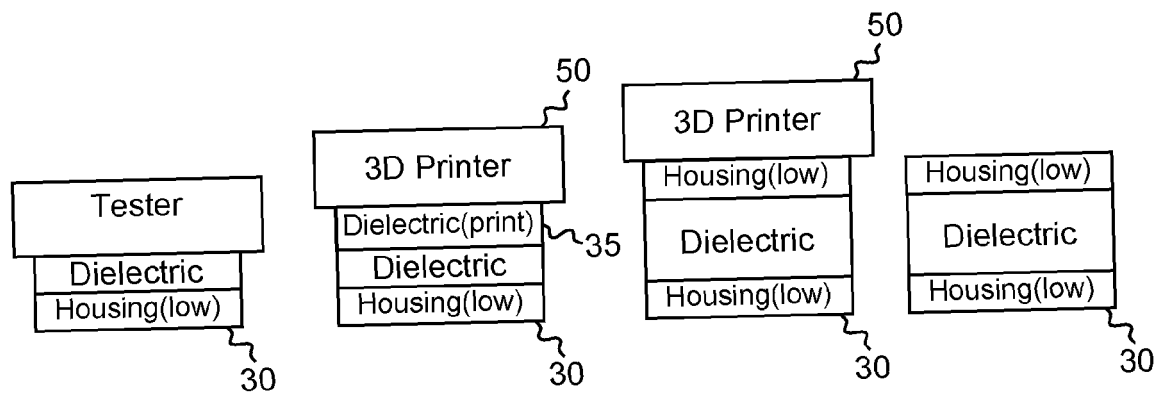 Tester
Dielectric
Housing(low)
30
50
3D Printer
Dielectric(print)
35
Dielectric
Housing(low)
30
50
3D Printer
Housing(low)
Dielectric
Housing(low)
30
Housing(low)
Dielectric
Housing(low)
30